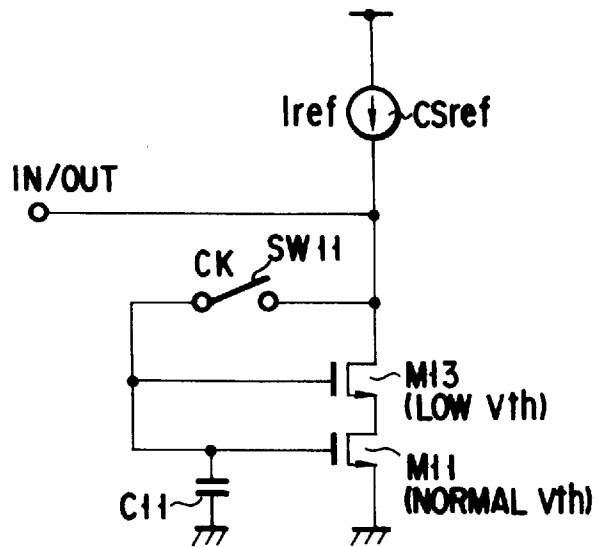 Iref
CSref
IN/OUT
CK
SW11
M13
(LOW Vth)
M11
(NORMAL Vth)
C11